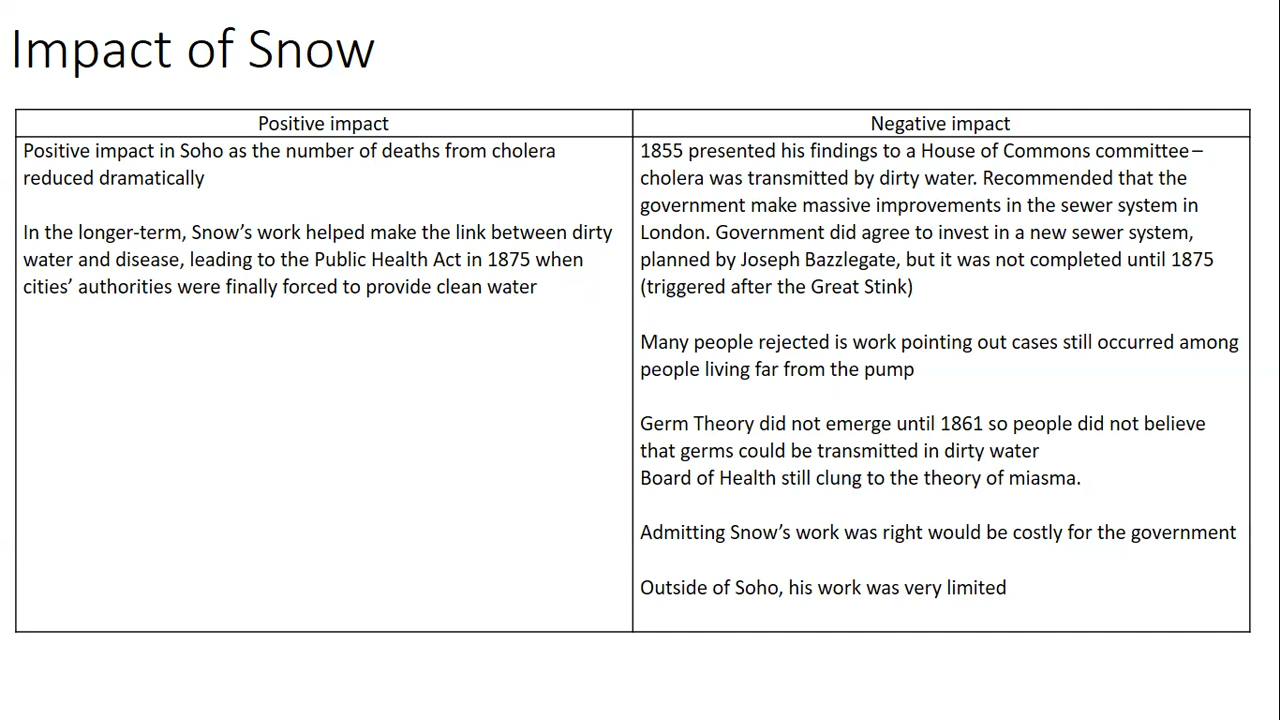 Impact of Snow
Positive impact
Positive impact in Soho as the number of deaths from cholera
reduced dramatically
In the longer-term, Snow’s work helped make the link between dirty
water and disease, leading to the Public Health Act in 1875 when
cities’ authorities were finally forced to provide clean water
Negative impact
1855 presented his findings to a House of Commons committee –
cholera was transmitted by dirty water. Recommended that the
government make massive improvements in the sewer system in
London. Government did agree to invest in a new sewer system,
planned by Joseph Bazzlegate, but it was not completed until 1875
(triggered after the Great Stink)
Many people rejected is work pointing out cases still occurred among
people living far from the pump
Germ Theory did not emerge until 1861 so people did not believe
that germs could be transmitted in dirty water
Board of Health still clung to the theory of miasma.
Admitting Snow’s work was right would be costly for the government
Outside of Soho, his work was very limited